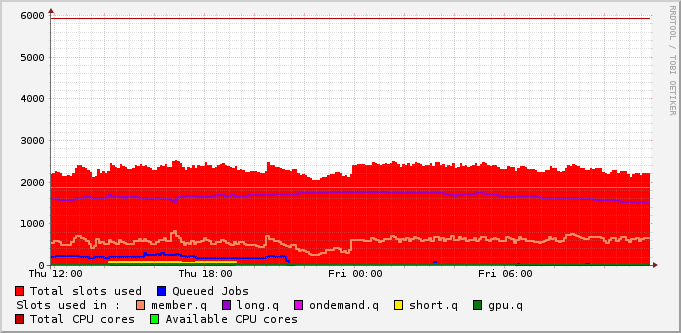 RRDTOOL / TOBI OETIKER
6000
5000
4000
3000
2000
1000
0
Thu 12:00 Thu 18:00 Fri 00:00 Fri 06:00
Total slots used Queued Jobs
Slots used in : member.q long.q ondemand.q short.q gpu.q
Total CPU cores Available CPU cores